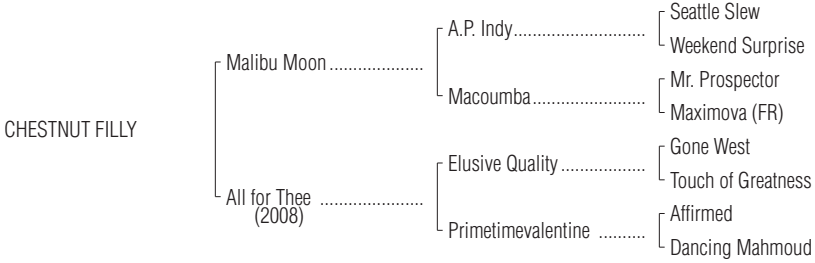 Seattle Slew
A.P. Indy.............................
Weekend Surprise
Malibu Moon ....................
Mr. Prospector
Macoumba.........................
Maximova (FR)
CHESTNUT FILLY
Gone West
Elusive Quality ..................
Touch of Greatness
All for Thee ......................
(2008)
Affirmed
Primetimevalentine ..........
Dancing Mahmoud